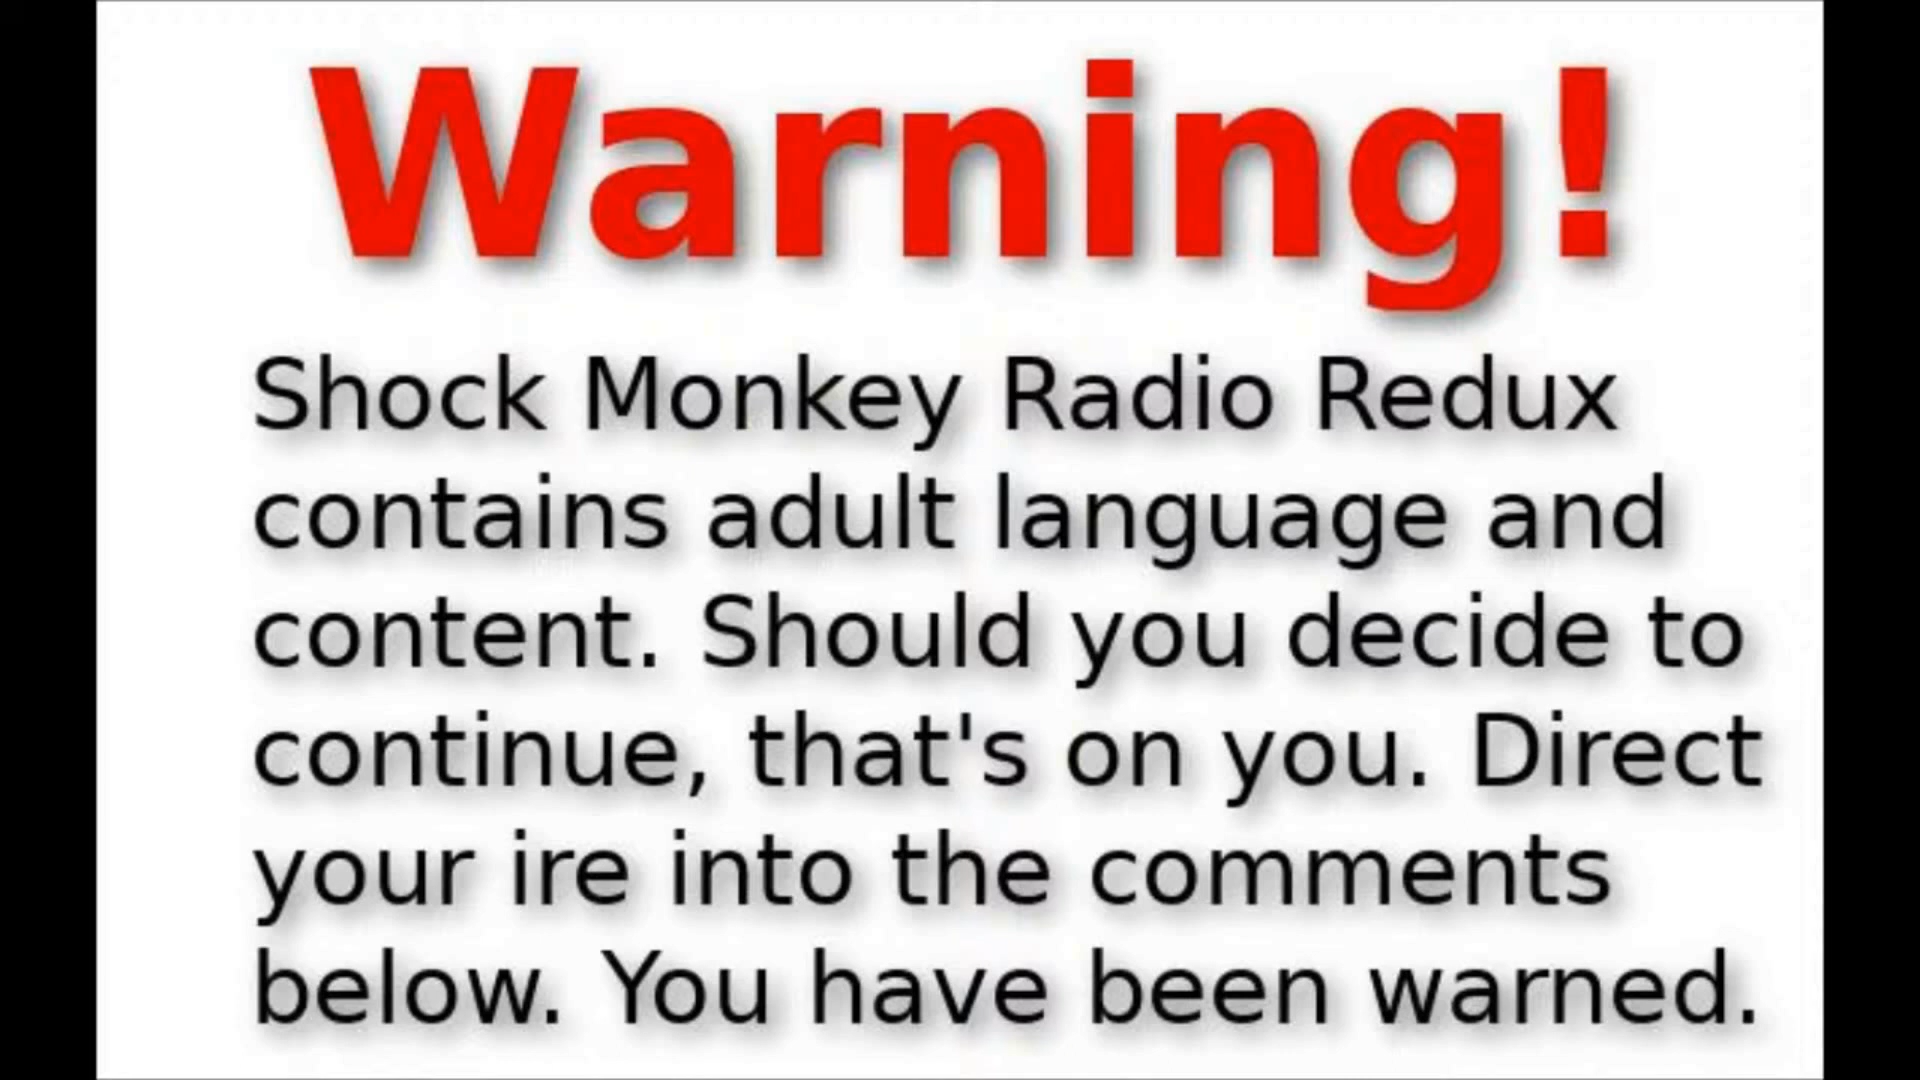 Warning!
Shock Monkey Radio Redux
contains adult language and
content. Should you decide to
continue, that's on you. Direct
your ire into the comments
below. You have been warned.